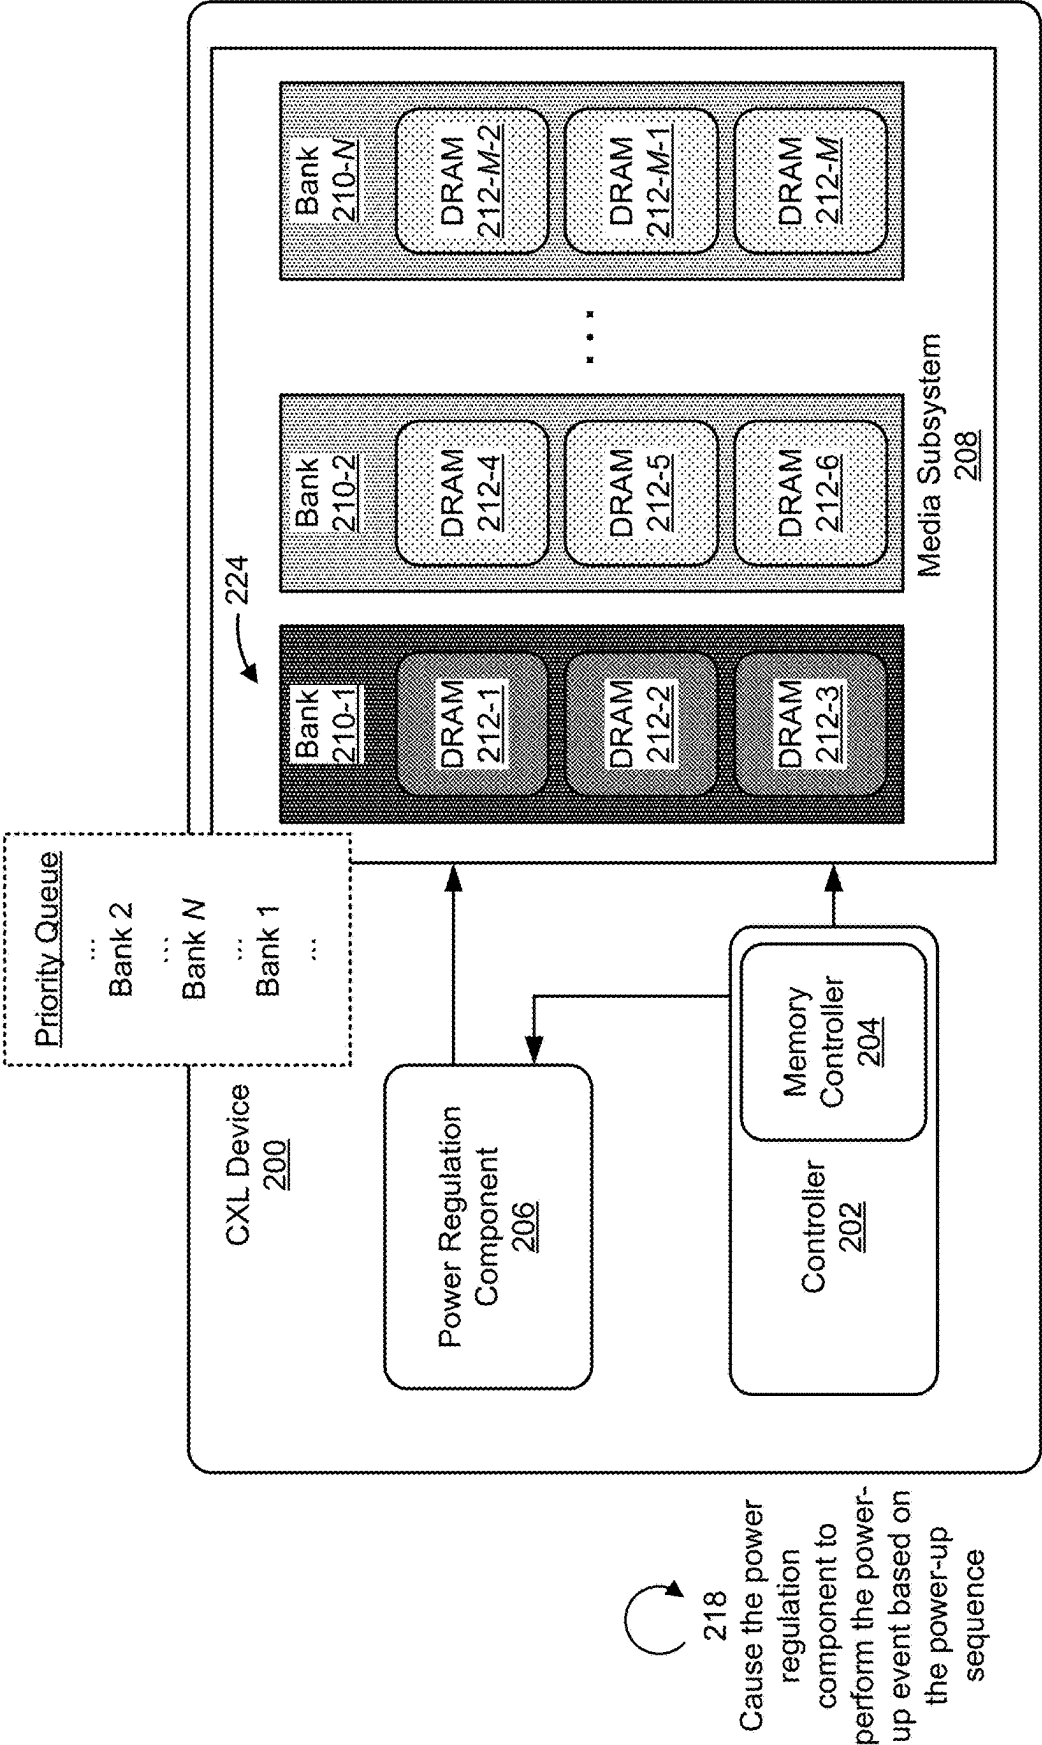 Priority Queue
...
Bank 2
...
Bank N
...
Bank 1
...
CXL Device
200
224
Bank
210-1
DRAM
212-1
DRAM
212-2
DRAM
212-3
Bank
210-2
DRAM
212-4
DRAM
212-5
DRAM
212-6
...
Bank
210-N
DRAM
212-M-2
DRAM
212-M-1
DRAM
212-M
Media Subsystem
208
Power Regulation
Component
206
Controller
202
Memory
Controller
204
218
Cause the power
regulation
component to
perform the power-
up event based on
the power-up
sequence